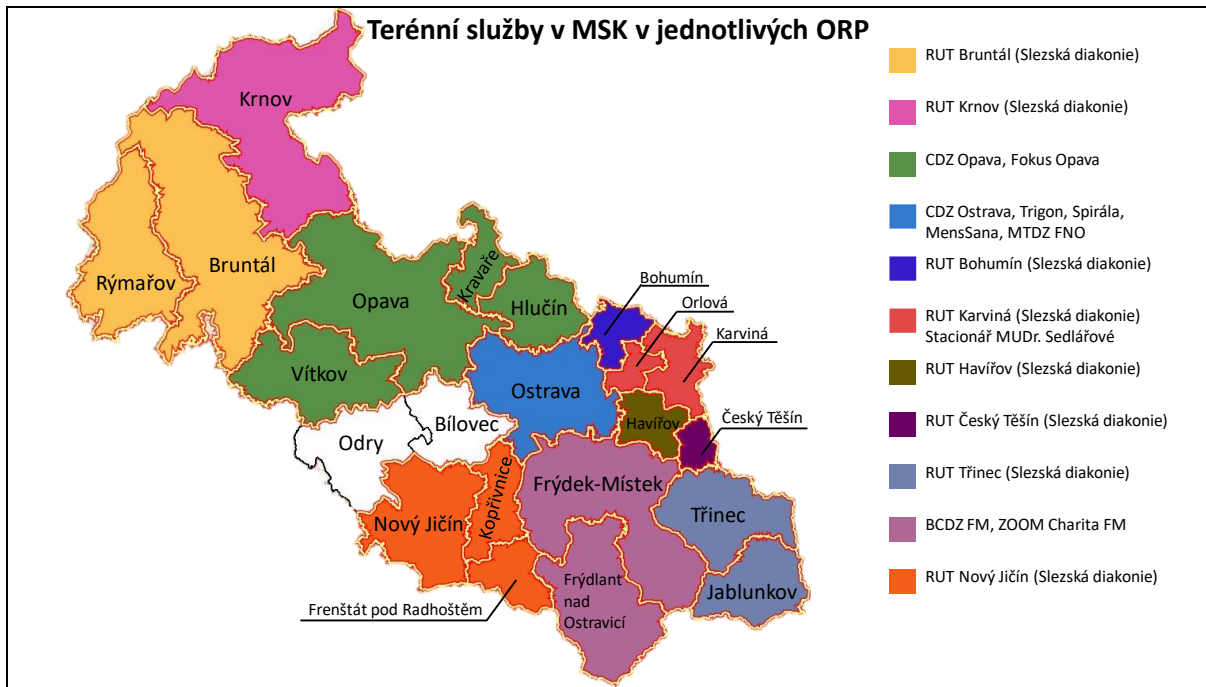 Terénní služby v MSK v jednotlivých ORP
Krnov
Bruntál
Rýmařov
Opava
Kravaře
Hlučín
Vítkov
Bohumín
Orlová
Karviná
Ostrava
Havířov
Český Těšín
Odry
Bílovec
Nový Jičín
Kopřivnice
Frýdek-Místek
Třinec
Jablunkov
Frýdlant
nad
Ostravicí
Frenštát pod Radhoštěm
RUT Bruntál (Slezská diakonie)
RUT Krnov (Slezská diakonie)
CDZ Opava, Fokus Opava
CDZ Ostrava, Trigon, Spirála,
MensSana, MTDZ FNO
RUT Bohumín (Slezská diakonie)
RUT Karviná (Slezská diakonie)
Stacionář MUDr. Sedlářové
RUT Havířov (Slezská diakonie)
RUT Český Těšín (Slezská diakonie)
RUT Třinec (Slezská diakonie)
BCDZ FM, ZOOM Charita FM
RUT Nový Jičín (Slezská diakonie)